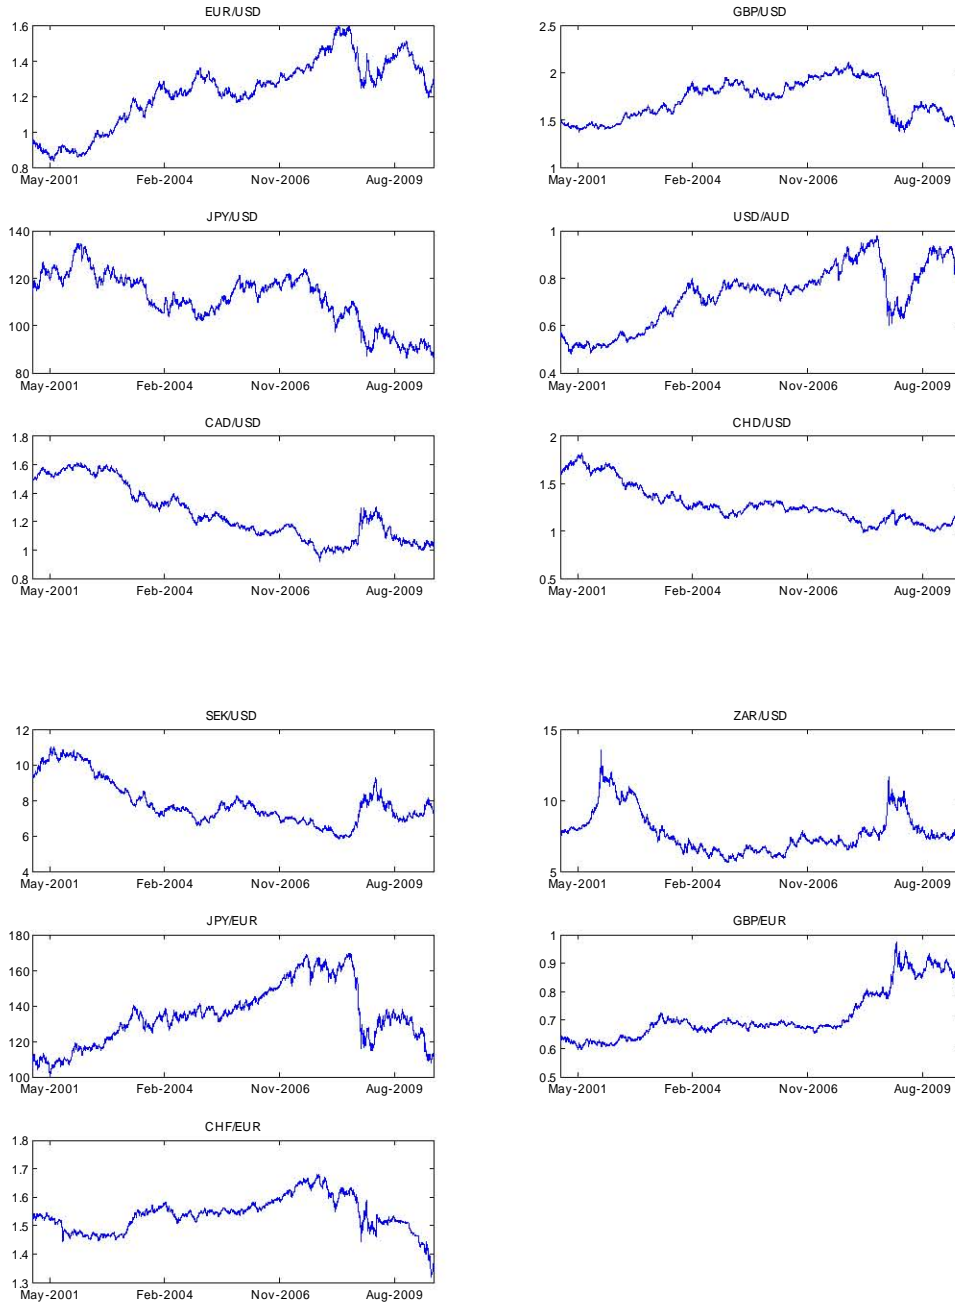 EUR/USD
1.6
1.4
1.2
1
0.8
May-2001 Feb-2004 Nov-2006 Aug-2009
GBP/USD
2.5
2
1.5
1
May-2001 Feb-2004 Nov-2006 Aug-2009
JPY/USD
140
120
100
80
May-2001 Feb-2004 Nov-2006 Aug-2009
USD/AUD
1
0.8
0.6
0.4
May-2001 Feb-2004 Nov-2006 Aug-2009
CAD/USD
1.8
1.6
1.4
1.2
1
0.8
May-2001 Feb-2004 Nov-2006 Aug-2009
CHD/USD
2
1.5
1
0.5
May-2001 Feb-2004 Nov-2006 Aug-2009
SEK/USD
12
10
8
6
4
May-2001 Feb-2004 Nov-2006 Aug-2009
ZAR/USD
15
10
5
May-2001 Feb-2004 Nov-2006 Aug-2009
JPY/EUR
180
160
140
120
100
May-2001 Feb-2004 Nov-2006 Aug-2009
GBP/EUR
1
0.9
0.8
0.7
0.6
0.5
May-2001 Feb-2004 Nov-2006 Aug-2009
CHF/EUR
1.8
1.7
1.6
1.5
1.4
1.3
May-2001 Feb-2004 Nov-2006 Aug-2009